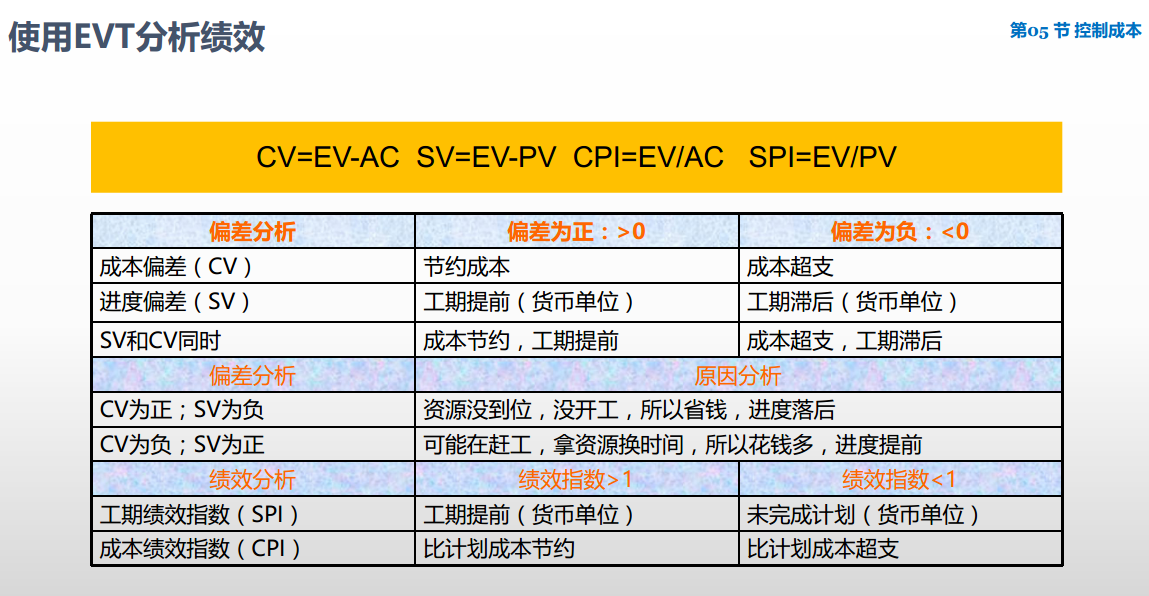 使用EVT分析绩效
第05 节 控制成本
CV=EV-AC SV=EV-PV CPI=EV/AC SPI=EV/PV
偏差分析 偏差为正：>0 偏差为负：<0
成本偏差（CV） 节约成本 成本超支
进度偏差（SV） 工期提前（货币单位） 工期滞后（货币单位）
SV和CV同时 成本节约，工期提前 成本超支，工期滞后
偏差分析 原因分析
CV为正；SV为负 资源没到位，没开工，所以省钱，进度落后
CV为负；SV为正 可能在赶工，拿资源换时间，所以花钱多，进度提前
绩效分析 绩效指数>1 绩效指数<1
工期绩效指数（SPI） 工期提前（货币单位） 未完成计划（货币单位）
成本绩效指数（CPI） 比计划成本节约 比计划成本超支